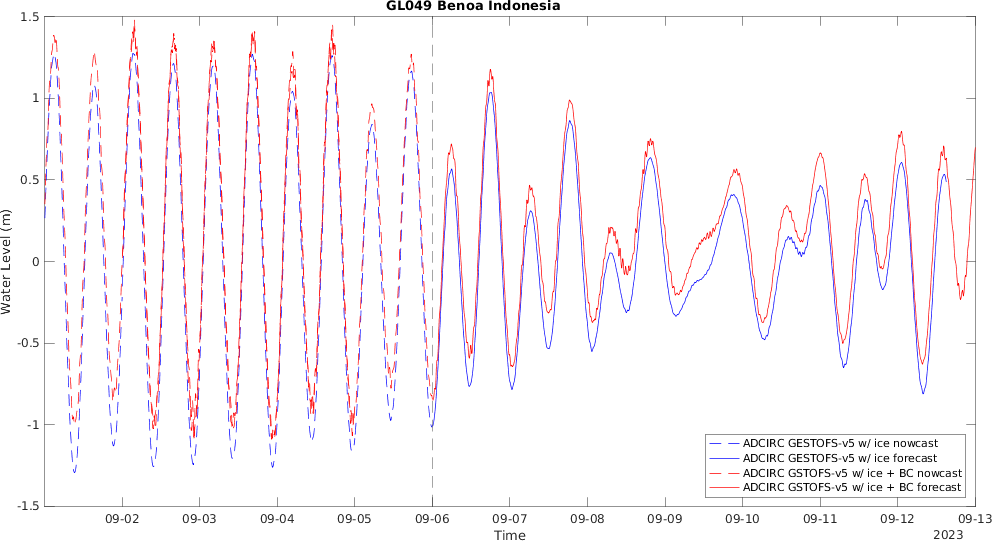 GL049 Benoa Indonesia
1.5
1
0.5
0
-0.5
-1
-1.5
Water Level (m)
ADCIRC GESTOFS-v5 w/ ice nowcast
ADCIRC GESTOFS-v5 w/ ice forecast
ADCIRC GSTOFS-v5 w/ ice + BC nowcast
ADCIRC GSTOFS-v5 w/ ice + BC forecast
09-02 09-03 09-04 09-05 09-06 09-07 09-08 09-09 09-10 09-11 09-12 09-13
Time
2023